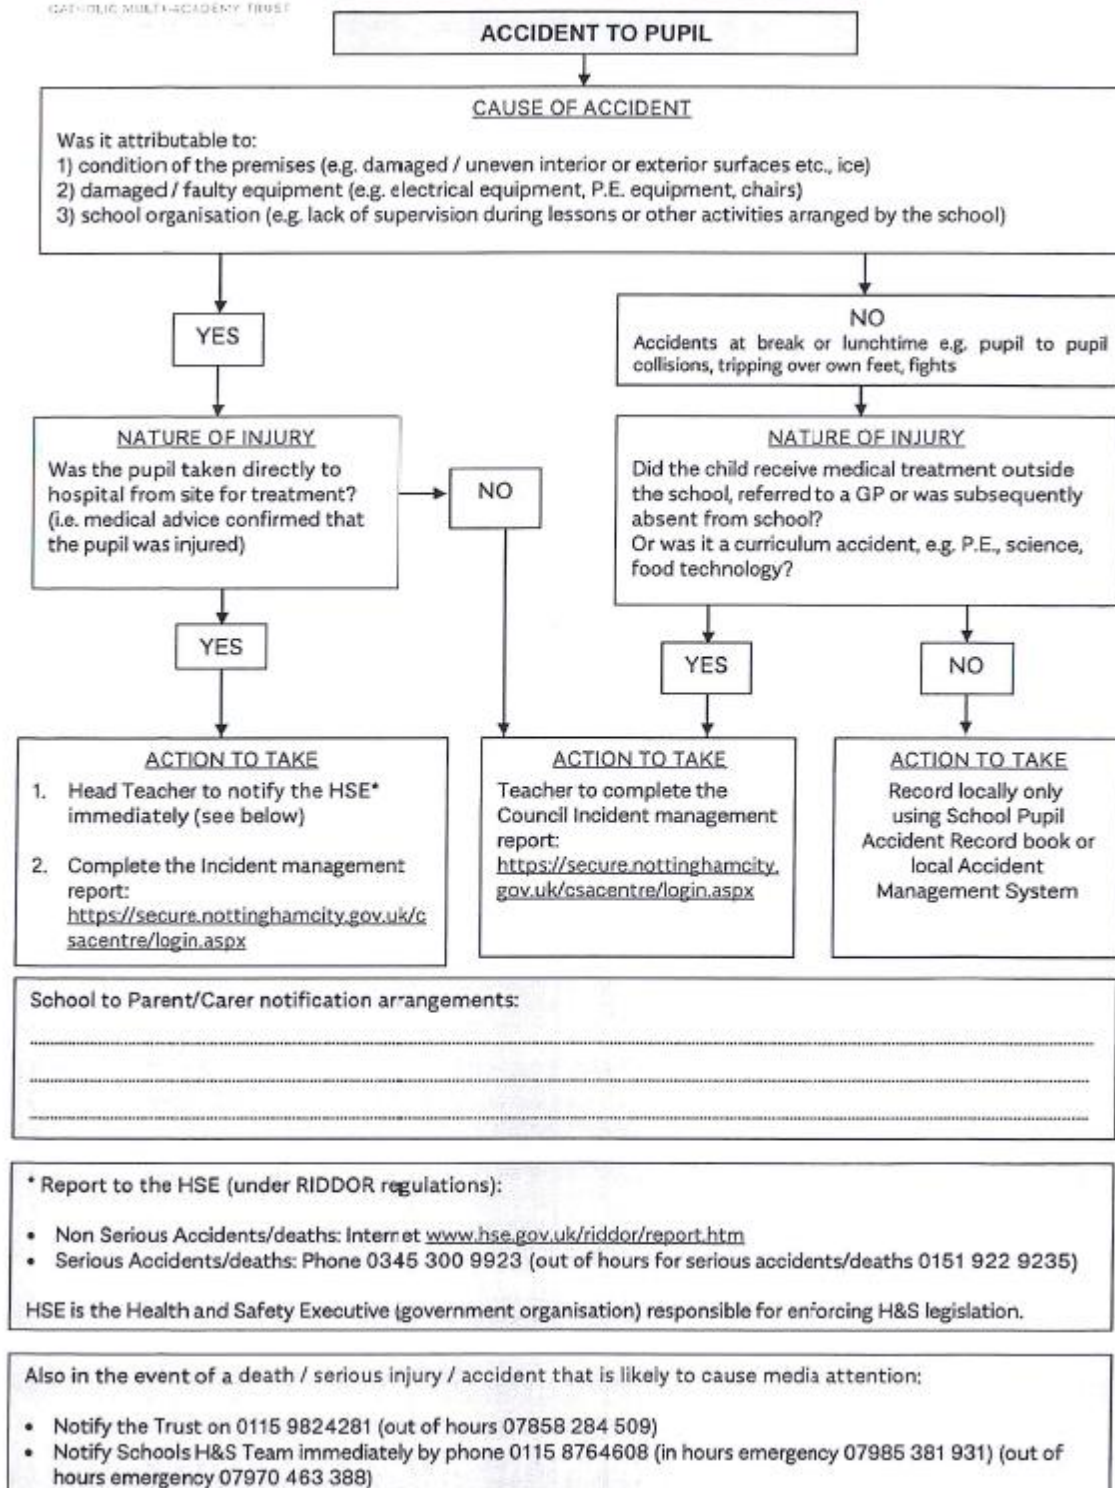 CATHOLIC MULTI-ACADEMY TRUST
ACCIDENT TO PUPIL
CAUSE OF ACCIDENT
Was it attributable to:
1) condition of the premises (e.g. damaged / uneven interior or exterior surfaces etc., ice)
2) damaged / faulty equipment (e.g. electrical equipment, P.E. equipment, chairs)
3) school organisation (e.g. lack of supervision during lessons or other activities arranged by the school)
YES
NO
Accidents at break or lunchtime e.g. pupil to pupil
collisions, tripping over own feet, fights
NATURE OF INJURY
Was the pupil taken directly to
hospital from site for treatment?
(i.e. medical advice confirmed that
the pupil was injured)
NO
NATURE OF INJURY
Did the child receive medical treatment outside
the school, referred to a GP or was subsequently
absent from school?
Or was it a curriculum accident, e.g. P.E., science,
food technology?
YES
YES
NO
ACTION TO TAKE
1. Head Teacher to notify the HSE*
immediately (see below)
2. Complete the Incident management
report:
https://secure.nottinghamcity.gov.uk/c
sacentre/login.aspx
ACTION TO TAKE
Teacher to complete the
Council Incident management
report:
https://secure.nottinghamcity.
gov.uk/csacentre/login.aspx
ACTION TO TAKE
Record locally only
using School Pupil
Accident Record book or
local Accident
Management System
School to Parent/Carer notification arrangements:
* Report to the HSE (under RIDDOR regulations):
• Non Serious Accidents/deaths: Internet www.hse.gov.uk/riddor/report.htm
• Serious Accidents/deaths: Phone 0345 300 9923 (out of hours for serious accidents/deaths 0151 922 9235)
HSE is the Health and Safety Executive (government organisation) responsible for enforcing H&S legislation.
Also in the event of a death / serious injury / accident that is likely to cause media attention:
• Notify the Trust on 0115 9824281 (out of hours 07858 284 509)
• Notify Schools H&S Team immediately by phone 0115 8764608 (in hours emergency 07985 381 931) (out of
hours emergency 07970 463 388)